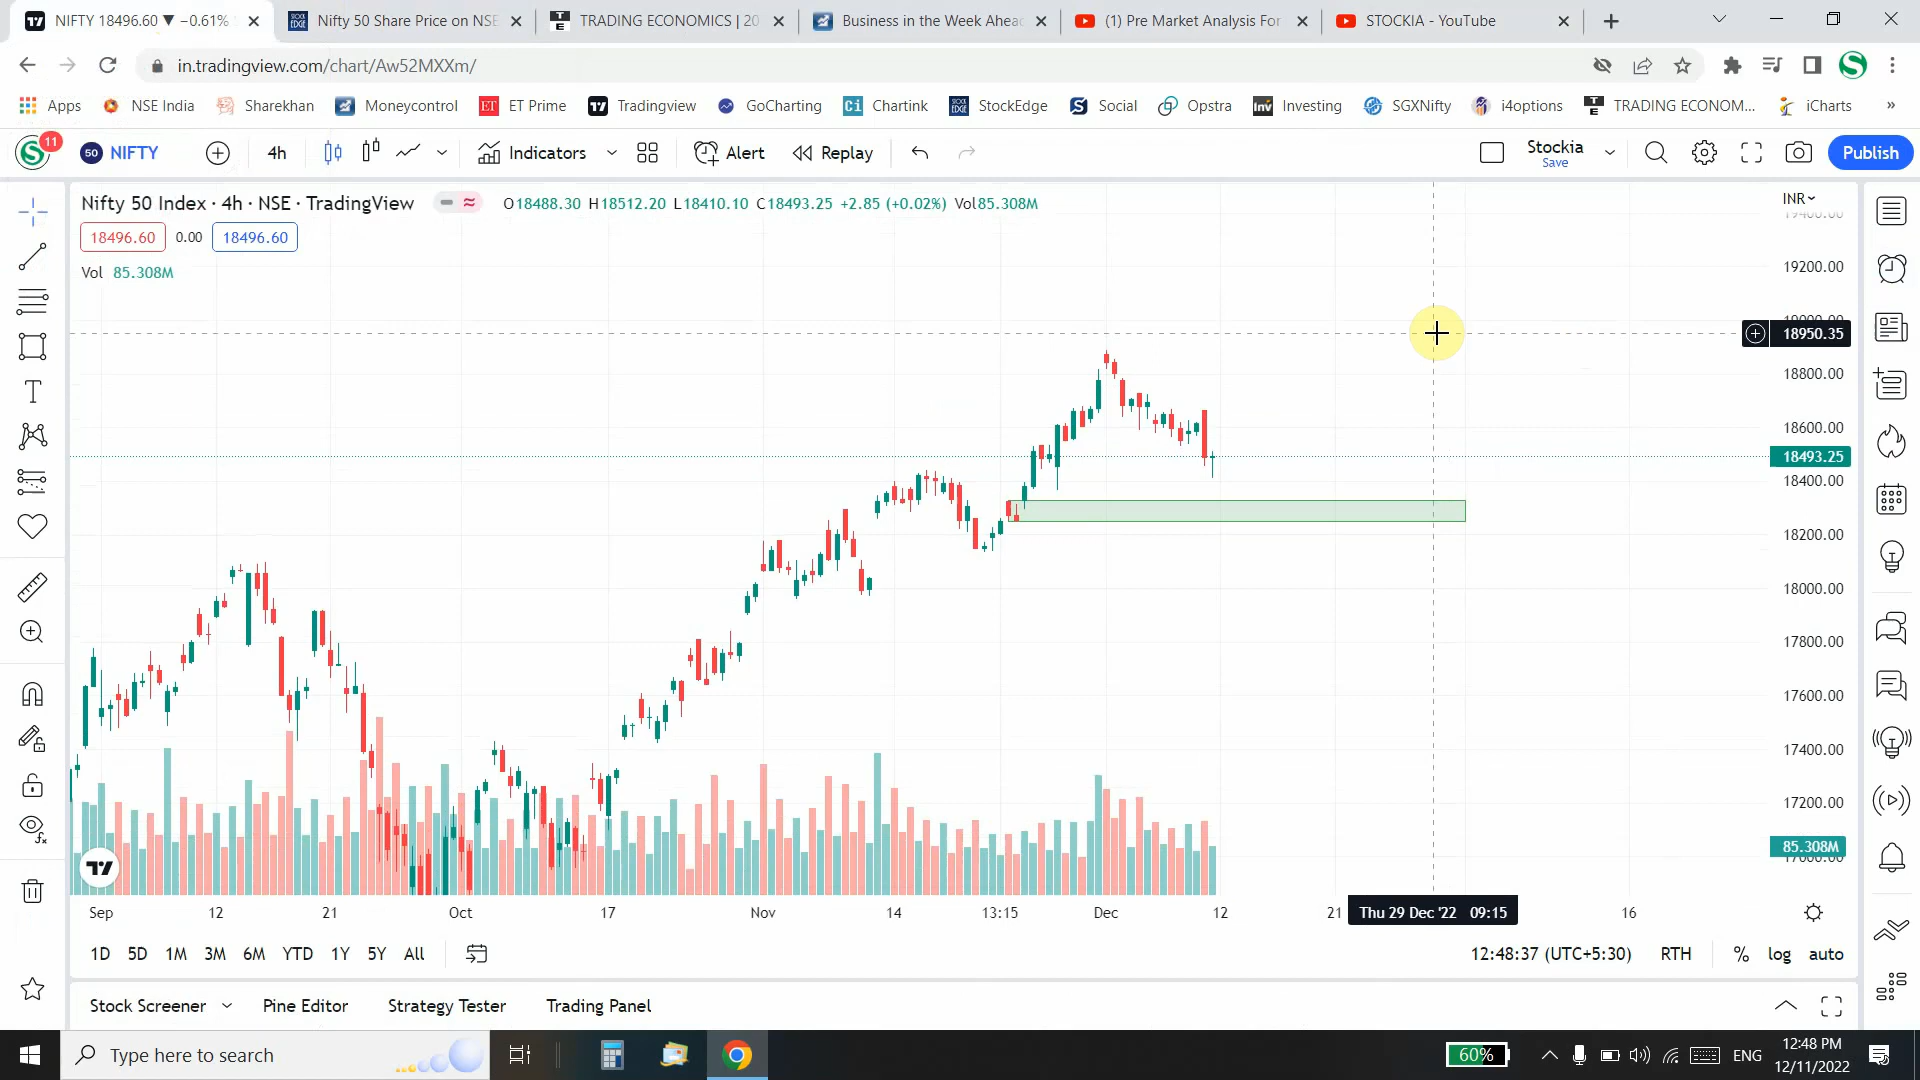 NIFTY 18496.60 ▼ −0.61%
Nifty 50 Share Price on NSE
TRADING ECONOMICS | 20
Business in the Week Ahead
(1) Pre Market Analysis For
STOCKIA - YouTube
in.tradingview.com/chart/Aw52MXXm/
Apps NSE India Sharekhan Moneycontrol ET Prime Tradingview GoCharting Chartink StockEdge Social Opstra Investing SGXNifty i4options TRADING ECONOM... iCharts »
11
50 NIFTY 4h Indicators Alert Replay Stockia Publish
Save
Nifty 50 Index · 4h · NSE · TradingView O18488.30 H18512.20 L18410.10 C18493.25 +2.85 (+0.02%) Vol85.308M
INR
18496.60 0.00 18496.60
Vol 85.308M
19200.00
18950.35
18800.00
18600.00
18493.25
18400.00
18200.00
18000.00
17800.00
17600.00
17400.00
17200.00
85.308M
Sep 12 21 Oct 17 Nov 14 13:15 Dec 12 21 Thu 29 Dec '22 09:15 16
1D 5D 1M 3M 6M YTD 1Y 5Y All 12:48:37 (UTC+5:30) RTH % log auto
Stock Screener Pine Editor Strategy Tester Trading Panel
Type here to search
60%
ENG
12:48 PM
12/11/2022